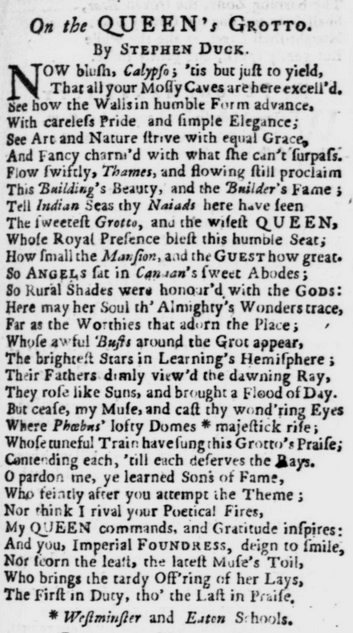 On the QUEEN's GROTTO.
By STEPHEN DUCK.
NOW blush, Calypso; 'tis but just to yield,
That all your Mossy Caves are here excell'd.
See how the Walls in humble Form advance,
With careless Pride and simple Elegance;
See Art and Nature strive with equal Grace,
And Fancy charm'd with what she can't surpass.
Flow swiftly, Thames, and flowing still proclaim
This Building's Beauty, and the Builder's Fame;
Tell Indian Seas thy Naiads here have seen
The sweetest Grotto, and the wisest QUEEN,
Whose Royal Presence blest this humble Seat;
How small the Mansion, and the GUEST how great.
So ANGELS sat in Canaan's sweet Abodes;
So Rural Shades were honour'd with the GODS:
Here may her Soul th' Almighty's Wonders trace,
Far as the Worthies that adorn the Place;
Whose awful Busts around the Grot appear,
The brightest Stars in Learning's Hemisphere;
Their Fathers dimly view'd the dawning Ray,
They rose like Suns, and brought a Flood of Day.
But cease, my Muse, and cast thy wond'ring Eyes
Where Phœbus' lofty Domes * majestick rise;
Whose tuneful Train have sung this Grotto's Praise;
Contending each, 'till each deserves the Bays.
O pardon me, ye learned Sons of Fame,
Who feintly after you attempt the Theme;
Nor think I rival your Poetical Fires,
My QUEEN commands, and Gratitude inspires:
And you, Imperial FOUNDRESS, deign to smile,
Nor scorn the least, the latest Muse's Toil,
Who brings the tardy Off'ring of her Lays,
The First in Duty, tho' the Last in Praise.
* Westminster and Eaton Schools.